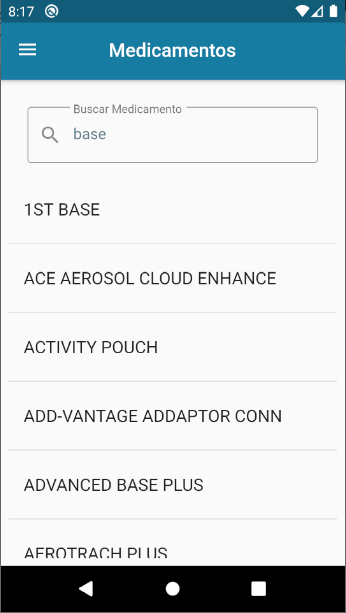 8:17
Medicamentos
Buscar Medicamento
base
1ST BASE
ACE AEROSOL CLOUD ENHANCE
ACTIVITY POUCH
ADD-VANTAGE ADDAPTOR CONN
ADVANCED BASE PLUS
AEROTRACH PLUS